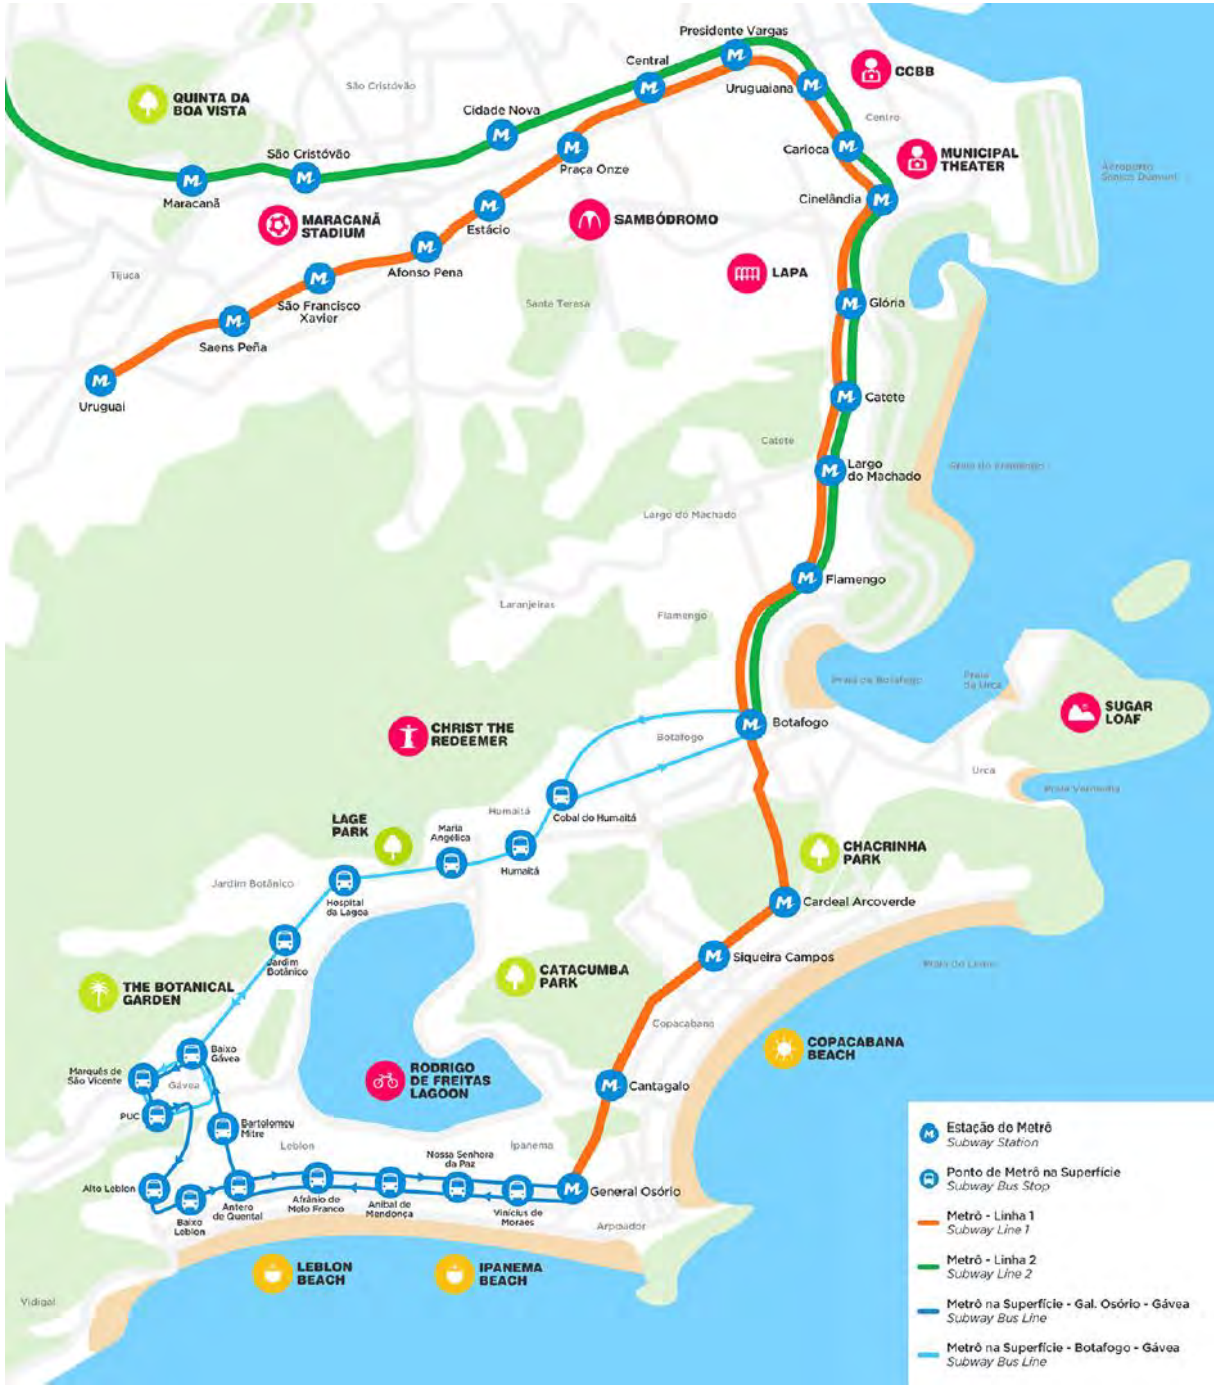 Presidente Vargas
Central
Uruguaiana
CCBB
São Cristóvão
QUINTA DA
BOA VISTA
Cidade Nova
Centro
São Cristóvão
Carioca
MUNICIPAL
THEATER
Praça Onze
Maracanã
Cinelândia
Aeroporto
Santos Dumont
MARACANÃ
STADIUM
Estácio
SAMBÓDROMO
Afonso Pena
Tijuca
LAPA
São Francisco
Xavier
Santa Teresa
Glória
Saens Peña
Uruguai
Catete
Catete
Largo
do Machado
Praia do Flamengo
Largo do Machado
Flamengo
Laranjeiras
Flamengo
Praia de Botafogo
Praia
da Urca
SUGAR
LOAF
CHRIST THE
REDEEMER
Botafogo
Botafogo
Urca
Praia Vermelha
Humaitá
Cobal do Humaitá
LAGE
PARK
Maria
Angélica
Humaitá
CHACRINHA
PARK
Jardim Botânico
Hospital
da Lagoa
Cardeal Arcoverde
Jardim
Botânico
Siqueira Campos
Praia do Leme
THE BOTANICAL
GARDEN
CATACUMBA
PARK
Copacabana
COPACABANA
BEACH
Baixo
Gávea
Marquês de
São Vicente
Gávea
RODRIGO
DE FREITAS
LAGOON
Cantagalo
PUC
Bartolomeu
Mitre
Leblon
Ipanema
Nossa Senhora
da Paz
Alto Leblon
General Osório
Baixo
Leblon
Antero
de Quental
Afrânio de
Melo Franco
Anibal de
Mendonça
Vinícius de
Moraes
Arpoador
LEBLON
BEACH
IPANEMA
BEACH
Vidigal
Estação do Metrô
Subway Station
Ponto de Metrô na Superfície
Subway Bus Stop
Metrô - Linha 1
Subway Line 1
Metrô - Linha 2
Subway Line 2
Metrô na Superfície - Gal. Osório - Gávea
Subway Bus Line
Metrô na Superfície - Botafogo - Gávea
Subway Bus Line